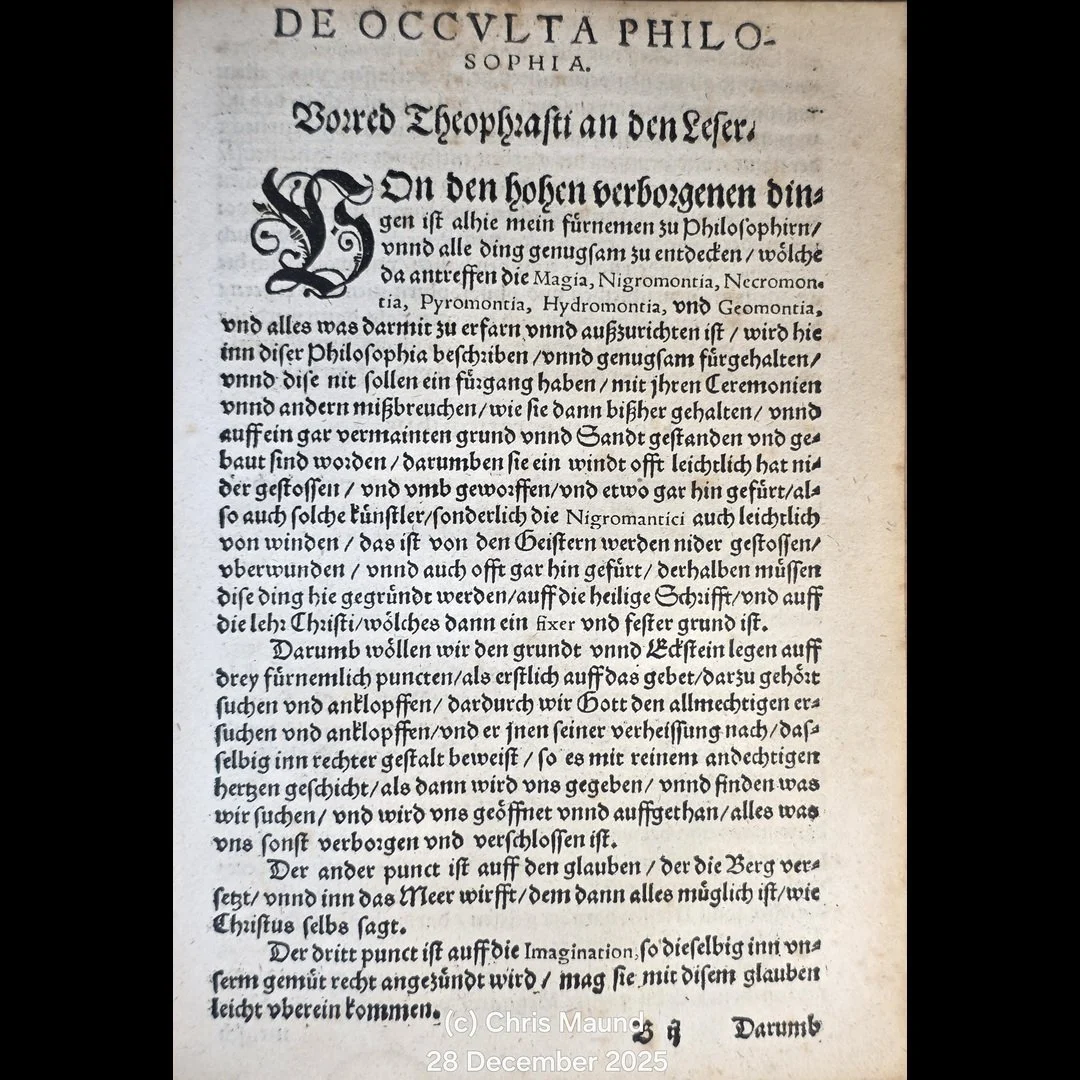 DE OCCVLTA PHILO-
SOPHIA.
Vorred Theophrasti an den Leser.
VOn den hohen verborgenen din⸗
gen ist alhie mein fürnemen zu Philosophirn/
vnnd alle ding genugsam zu entdecken / wölche
da antreffen die Magia, Nigromontia, Necromon⸗
tia, Pyromontia, Hydromontia, vnd Geomontia,
vnd alles was darmit zu erfarn vnnd außzurichten ist / wird hie
inn diser Philosophia beschriben /vnnd genugsam fürgehalten/
vnnd dise nit sollen ein fürgang haben / mit jhren Ceremonien
vnnd andern mißbreuchen/wie sie dann bißher gehalten/ vnnd
auff ein gar vermainten grund vnnd Sandt gestanden vnd ge⸗
baut sind worden / darumben sie ein windt offt leichtlich hat ni⸗
der gestossen / vnd vmb geworffen/vnd etwo gar hin gefürt/al⸗
so auch solche künstler/sonderlich die Nigromantici auch leichtlich
von winden / das ist von den Geistern werden nider gestossen/
vberwunden / vnnd auch offt gar hin gefürt/ derhalben müssen
dise ding hie gegründt werden/auff die heilige Schrifft/vnd auff
die lehr Christi/wölches dann ein fixer vnd fester grund ist.
Darumb wöllen wir den grundt vnnd Eckstein legen auff
drey fürnemlich puncten/als erstlich auff das gebet/darzu gehört
suchen vnd anklopffen/ dardurch wir Gott den allmechtigen er⸗
suchen vnd anklopffen/vnd er jnen seiner verheissung nach/das⸗
selbig inn rechter gestalt beweist / so es mit reinem andechtigen
hertzen geschicht/als dann wird vns gegeben/ vnnd finden was
wir suchen/ vnd wird vns geöffnet vnnd auffgethan/alles was
vns sonst verborgen vnd verschlossen ist.
Der ander punct ist auff den glauben / der die Berg ver⸗
setzt/ vnnd inn das Meer wirfft/dem dann alles müglich ist/wie
Christus selbs sagt.
Der dritt punct ist auff die Imagination, so dieselbig inn vn⸗
serm gemüt recht angezündt wird / mag sie mit disem glauben
leicht vberein kommen.
B ij Darumb
(c) Chris Maund
28 December 2025